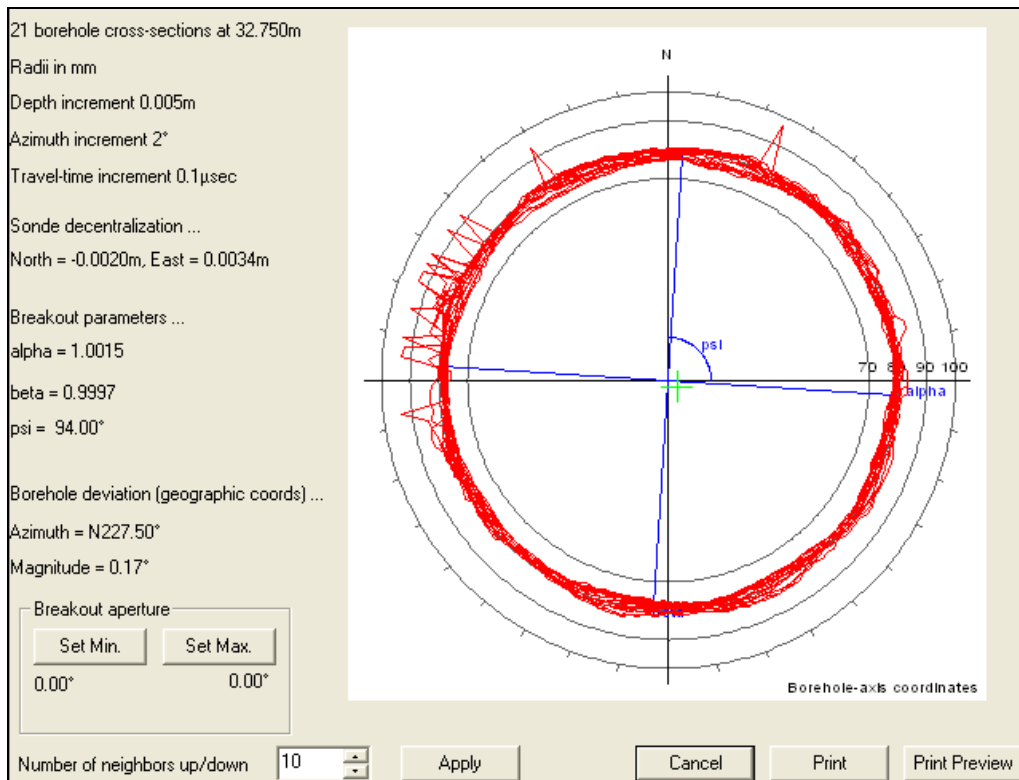 21 borehole cross-sections at 32.750m
Radii in mm
Depth increment 0.005m
Azimuth increment 2°
Travel-time increment 0.1µsec
Sonde decentralization ...
North = -0.0020m, East = 0.0034m
Breakout parameters ...
alpha = 1.0015
beta = 0.9997
psi = 94.00°
Borehole deviation (geographic coords) ...
Azimuth = N227.50°
Magnitude = 0.17°
Breakout aperture
Set Min. Set Max.
0.00° 0.00°
Number of neighbors up/down 10 Apply Cancel Print Print Preview
N
psi
70 90 100
alpha
Borehole-axis coordinates